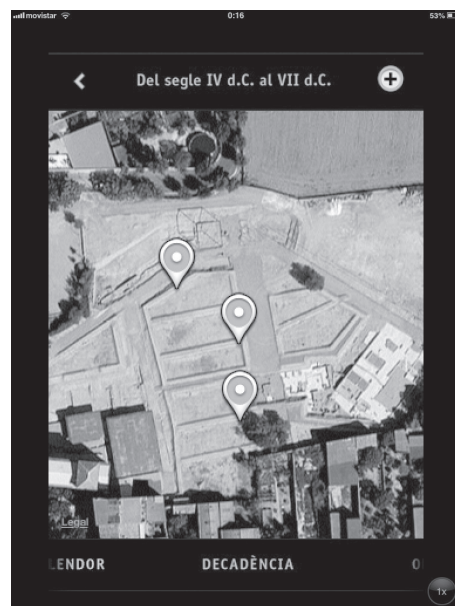 movistar 0:16 53%
Del segle IV d.C. al VII d.C.
Legal
LENDOR DECADÈNCIA O
1x